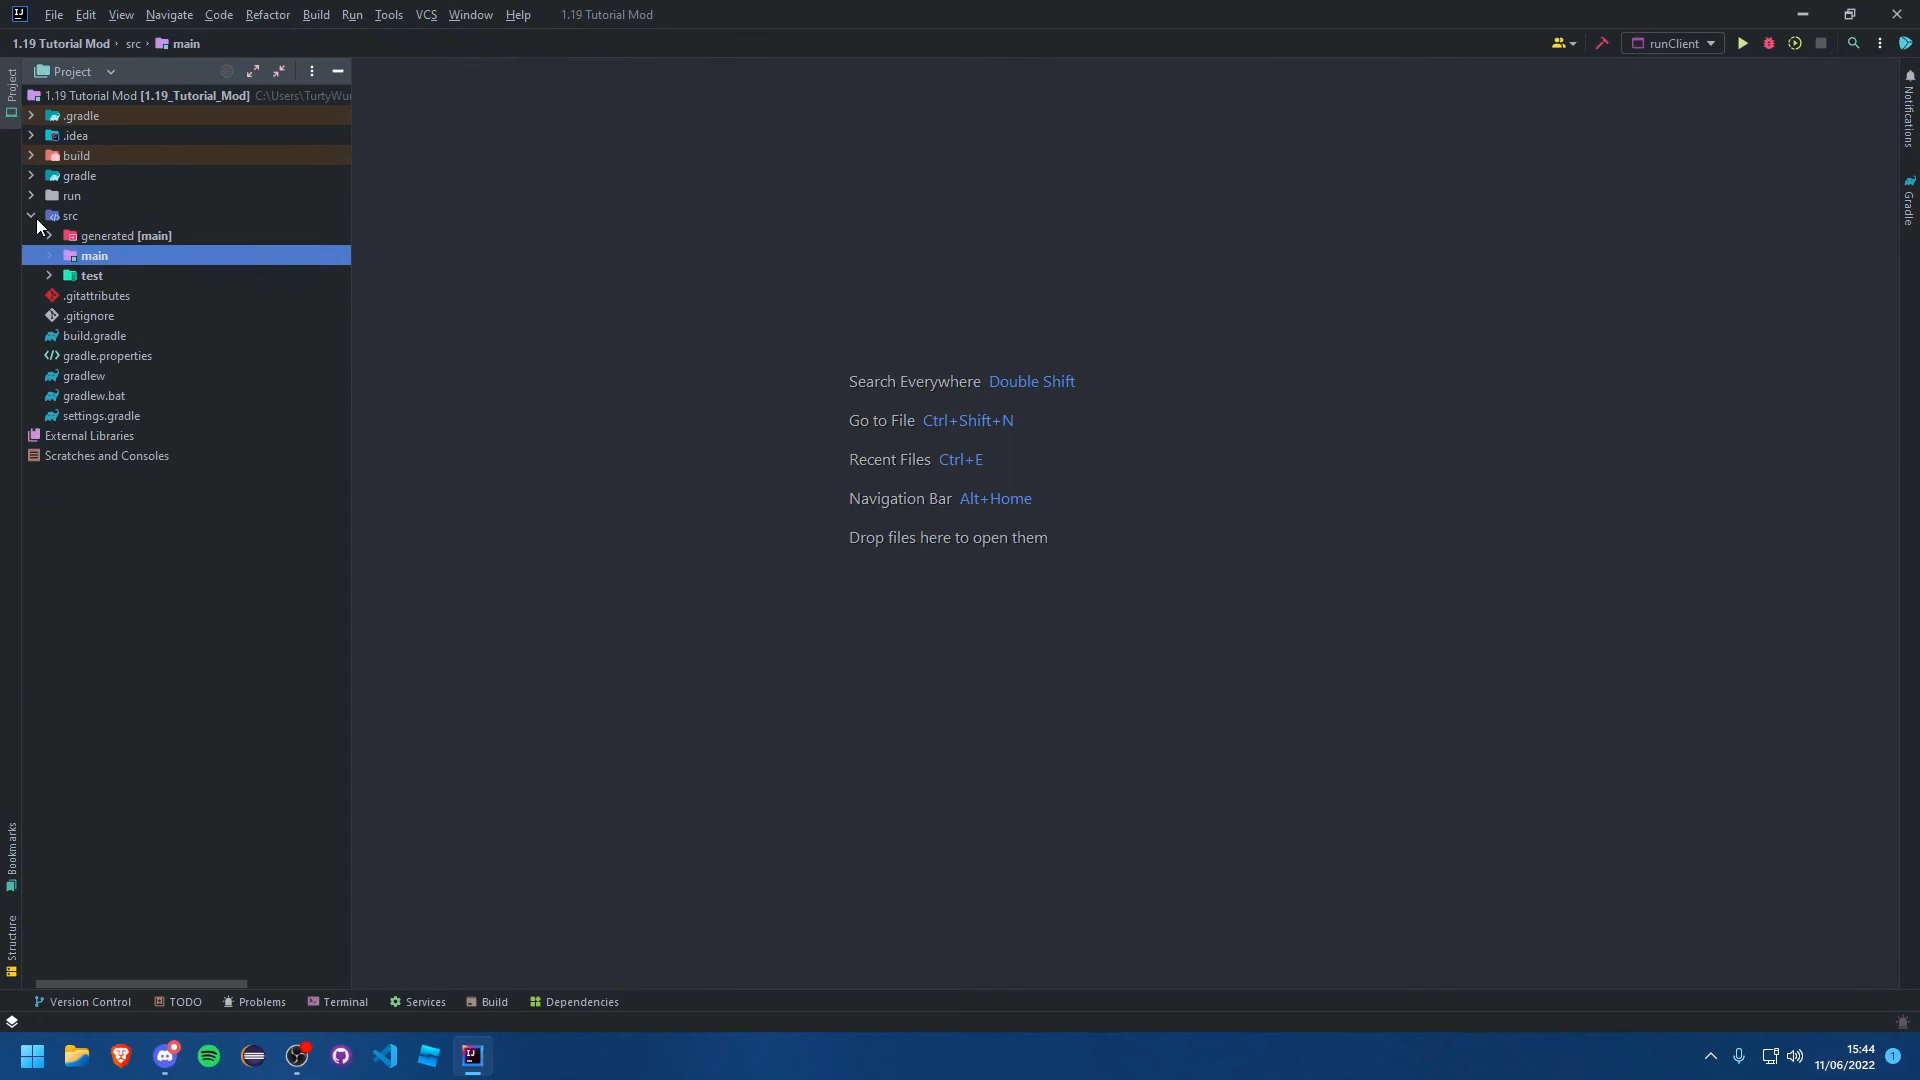 File Edit View Navigate Code Refactor Build Run Tools VCS Window Help 1.19 Tutorial Mod
1.19 Tutorial Mod › src › main
runClient
Project
1.19 Tutorial Mod [1.19_Tutorial_Mod] C:\Users\TurtyWu
.gradle
.idea
build
gradle
run
src
generated [main]
main
test
.gitattributes
.gitignore
build.gradle
gradle.properties
gradlew
gradlew.bat
settings.gradle
External Libraries
Scratches and Consoles
Project
Bookmarks
Structure
Search Everywhere Double Shift
Go to File Ctrl+Shift+N
Recent Files Ctrl+E
Navigation Bar Alt+Home
Drop files here to open them
Notifications
Gradle
Version Control TODO Problems Terminal Services Build Dependencies
15:44
11/06/2022
1